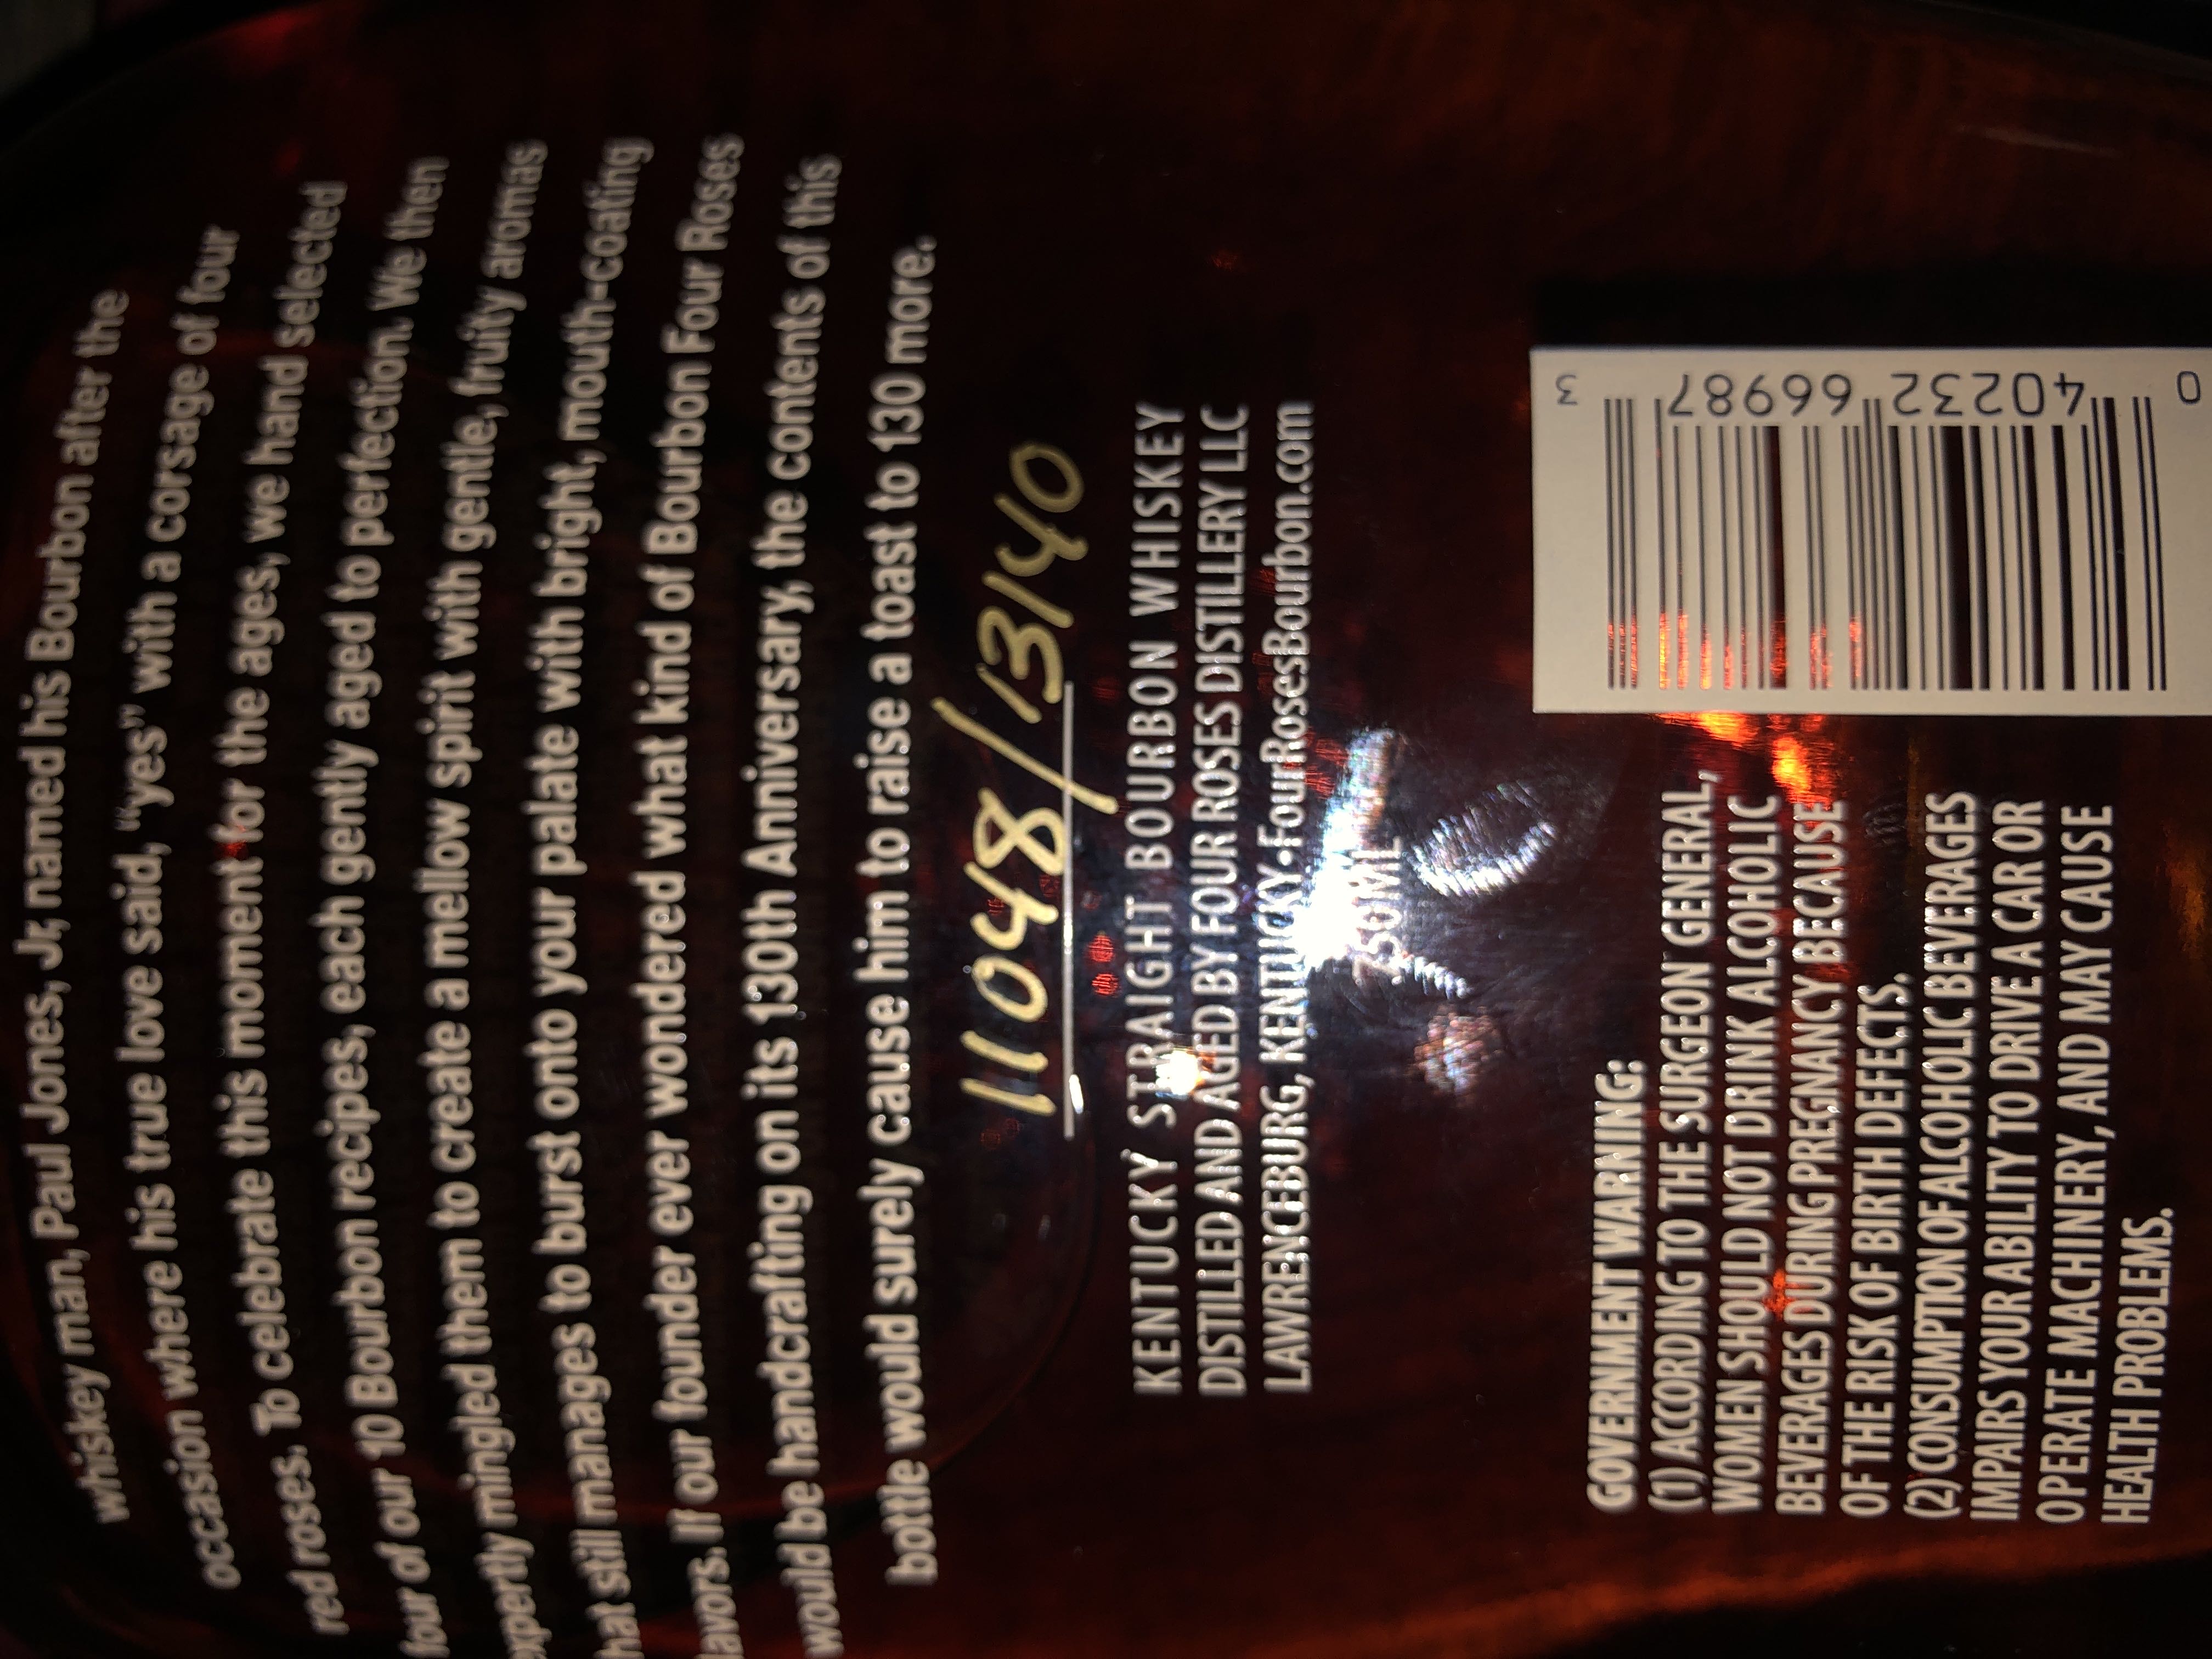 whiskey man, Paul Jones, Jr, named his Bourbon after the
occasion where his true love said, “yes” with a corsage of four
red roses. To celebrate this moment for the ages, we hand selected
four of our 10 Bourbon recipes, each gently aged to perfection. We then
xpertly mingled them to create a mellow spirit with gentle, fruity aromas
hat still manages to burst onto your palate with bright, mouth-coating
lavors. If our founder ever wondered what kind of Bourbon Four Roses
would be handcrafting on its 130th Anniversary, the contents of this
bottle would surely cause him to raise a toast to 130 more.
11048/13140
KENTUCKY STRAIGHT BOURBON WHISKEY
DISTILLED AND AGED BY FOUR ROSES DISTILLERY LLC
LAWRENCEBURG, KENTUCKY•FourRosesBourbon.com
750ML
GOVERNMENT WARNING:
(1) ACCORDING TO THE SURGEON GENERAL,
WOMEN SHOULD NOT DRINK ALCOHOLIC
BEVERAGES DURING PREGNANCY BECAUSE
OF THE RISK OF BIRTH DEFECTS.
(2) CONSUMPTION OF ALCOHOLIC BEVERAGES
IMPAIRS YOUR ABILITY TO DRIVE A CAR OR
OPERATE MACHINERY, AND MAY CAUSE
HEALTH PROBLEMS.
0 40232 66987 3